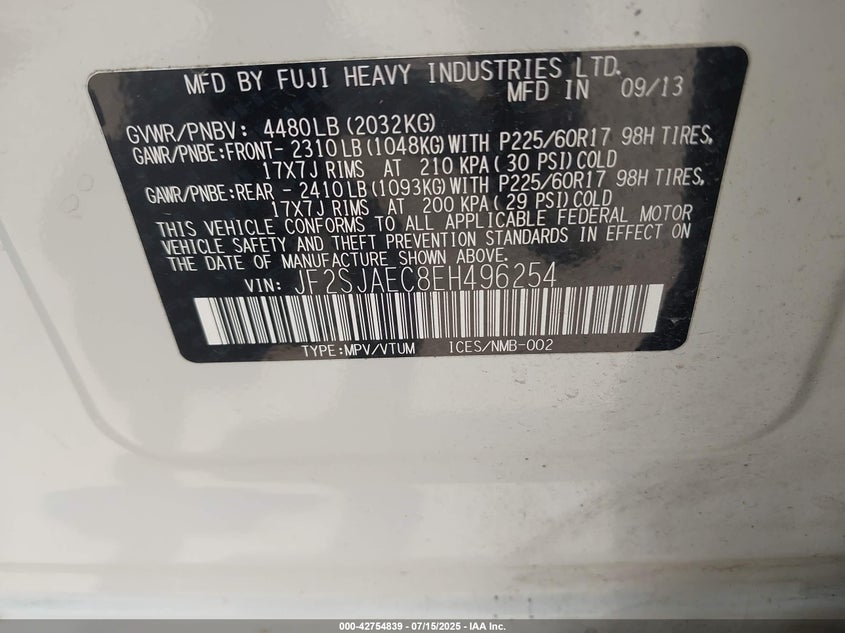 MFD BY FUJI HEAVY INDUSTRIES LTD.
MFD IN 09/13
GVWR/PNBV: 4480LB (2032KG)
GAWR/PNBE:FRONT- 2310LB(1048KG)WITH P225/60R17 98H TIRES,
17X7J RIMS AT 210 KPA(30 PSI)COLD
GAWR/PNBE:REAR - 2410LB(1093KG)WITH P225/60R17 98H TIRES,
17X7J RIMS AT 200 KPA(29 PSI)COLD
THIS VEHICLE CONFORMS TO ALL APPLICABLE FEDERAL MOTOR
VEHICLE SAFETY AND THEFT PREVENTION STANDARDS IN EFFECT ON
THE DATE OF MANUFACTURE SHOWN ABOVE.
VIN: JF2SJAEC8EH496254
TYPE:MPV/VTUM ICES/NMB-002
000-42754839 - 07/15/2025 - IAA Inc.